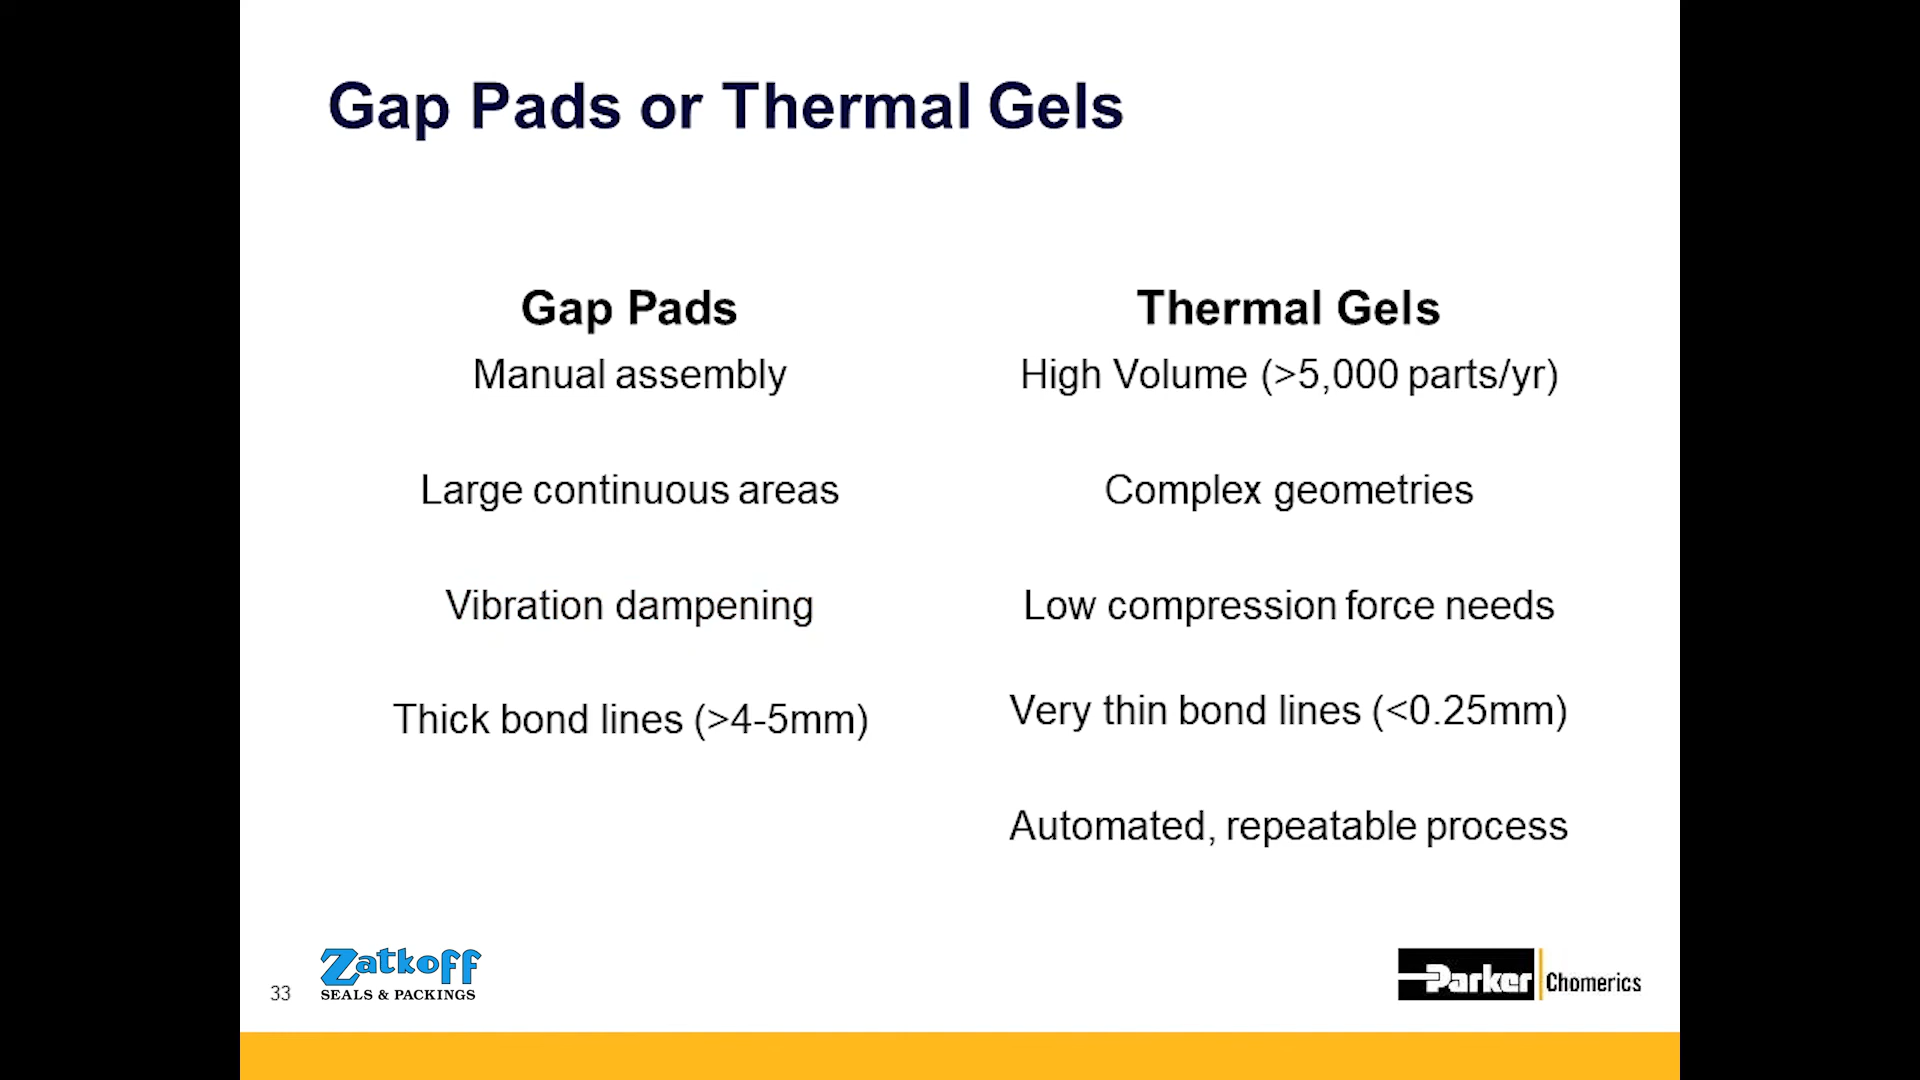 Gap Pads or Thermal Gels
Gap Pads
Manual assembly
Large continuous areas
Vibration dampening
Thick bond lines (>4-5mm)
Thermal Gels
High Volume (>5,000 parts/yr)
Complex geometries
Low compression force needs
Very thin bond lines (<0.25mm)
Automated, repeatable process
33
Zatkoff
SEALS & PACKINGS
Parker
Chomerics